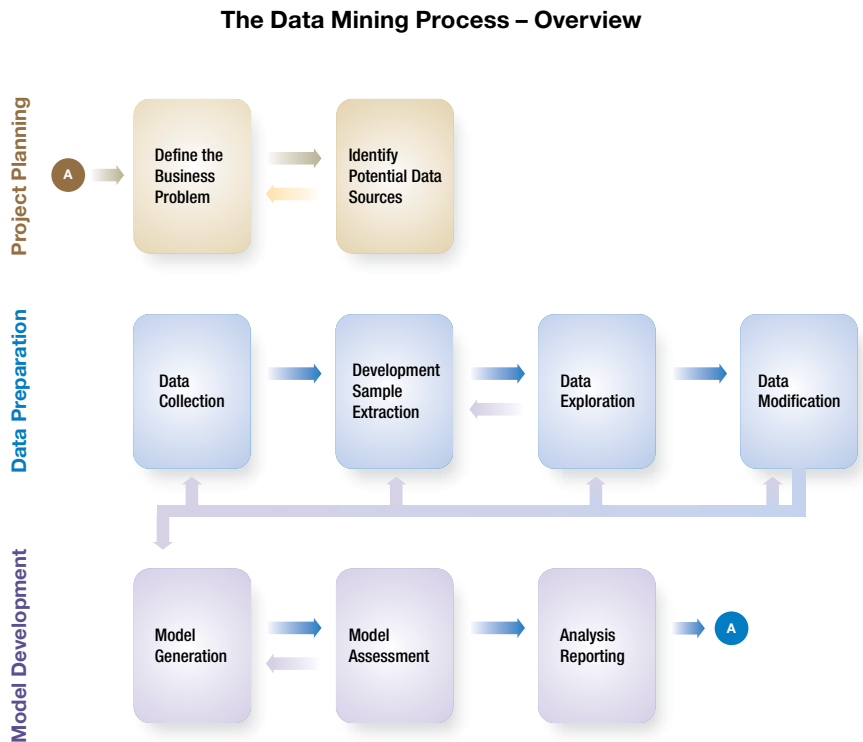 The Data Mining Process – Overview
Project Planning
A
Define the
Business
Problem
Identify
Potential Data
Sources
Data Preparation
Data
Collection
Development
Sample
Extraction
Data
Exploration
Data
Modification
Model Development
Model
Generation
Model
Assessment
Analysis
Reporting
A